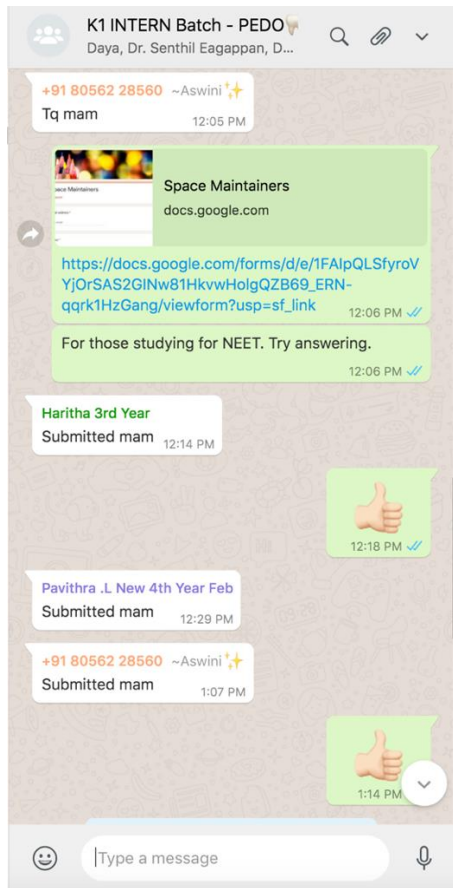 K1 INTERN Batch - PEDO🦷
Daya, Dr. Senthil Eagappan, D...
+91 80562 28560 ~Aswini✨
Tq mam
12:05 PM
Space Maintainers
docs.google.com
https://docs.google.com/forms/d/e/1FAIpQLSfyroV
YjOrSAS2GINw81HkvwHolgQZB69_ERN-
qqrk1HzGang/viewform?usp=sf_link
12:06 PM
For those studying for NEET. Try answering.
12:06 PM
Haritha 3rd Year
Submitted mam 12:14 PM
12:18 PM
Pavithra .L New 4th Year Feb
Submitted mam
12:29 PM
+91 80562 28560 ~Aswini✨
Submitted mam
1:07 PM
1:14 PM
Type a message